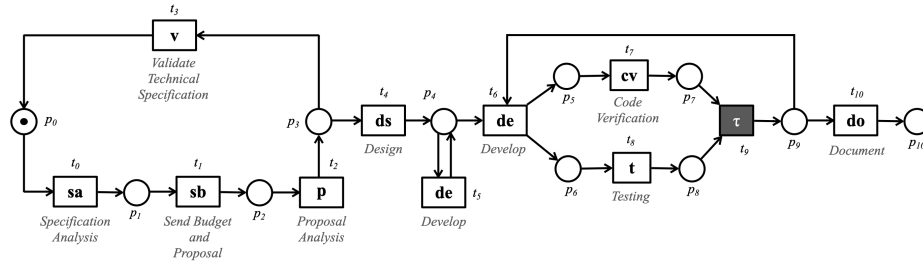 t3
v
Validate
Technical
Specification
p0
t0
sa
Specification
Analysis
p1
t1
sb
Send Budget
and
Proposal
p2
t2
p
Proposal
Analysis
p3
t4
ds
Design
p4
de
t5
Develop
t6
de
Develop
p5
t7
cv
Code
Verification
p7
p6
t8
t
Testing
p8
τ
t9
p9
t10
do
Document
p10